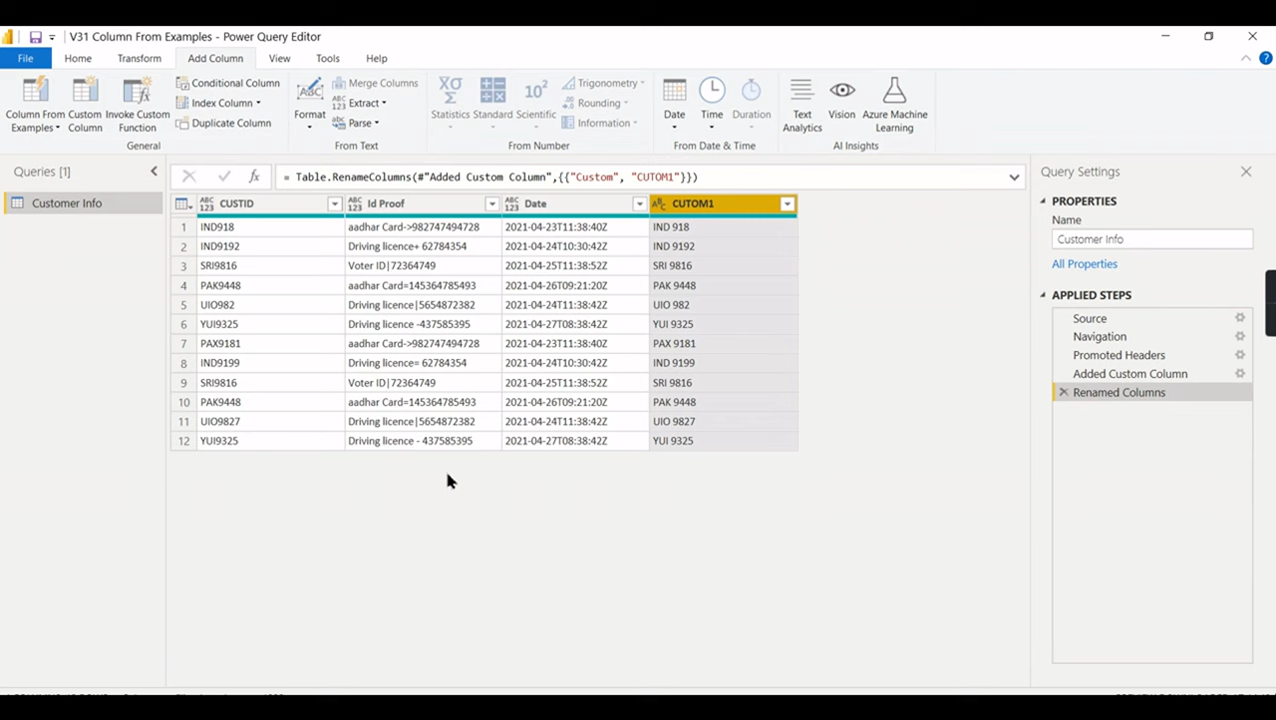 V31 Column From Examples - Power Query Editor
File Home Transform Add Column View Tools Help
Column From Examples
Custom Column
Invoke Custom Function
Conditional Column
Index Column
Duplicate Column
General
Format
Merge Columns
Extract
Parse
From Text
Statistics
Standard
Scientific
Trigonometry
Rounding
Information
From Number
Date
Time
Duration
From Date & Time
Text Analytics
Vision
Azure Machine Learning
AI Insights
Queries [1]
Customer Info
= Table.RenameColumns(#"Added Custom Column",{{"Custom", "CUTOM1"}})
CUSTID Id Proof Date CUTOM1
1 IND918 aadhar Card->982747494728 2021-04-23T11:38:40Z IND 918
2 IND9192 Driving licence+ 62784354 2021-04-24T10:30:42Z IND 9192
3 SRI9816 Voter ID|72364749 2021-04-25T11:38:52Z SRI 9816
4 PAK9448 aadhar Card=145364785493 2021-04-26T09:21:20Z PAK 9448
5 UIO982 Driving licence|5654872382 2021-04-24T11:38:42Z UIO 982
6 YUI9325 Driving licence -437585395 2021-04-27T08:38:42Z YUI 9325
7 PAX9181 aadhar Card->982747494728 2021-04-23T11:38:40Z PAX 9181
8 IND9199 Driving licence= 62784354 2021-04-24T10:30:42Z IND 9199
9 SRI9816 Voter ID|72364749 2021-04-25T11:38:52Z SRI 9816
10 PAK9448 aadhar Card=145364785493 2021-04-26T09:21:20Z PAK 9448
11 UIO9827 Driving licence|5654872382 2021-04-24T11:38:42Z UIO 9827
12 YUI9325 Driving licence - 437585395 2021-04-27T08:38:42Z YUI 9325
Query Settings
PROPERTIES
Name
Customer Info
All Properties
APPLIED STEPS
Source
Navigation
Promoted Headers
Added Custom Column
Renamed Columns